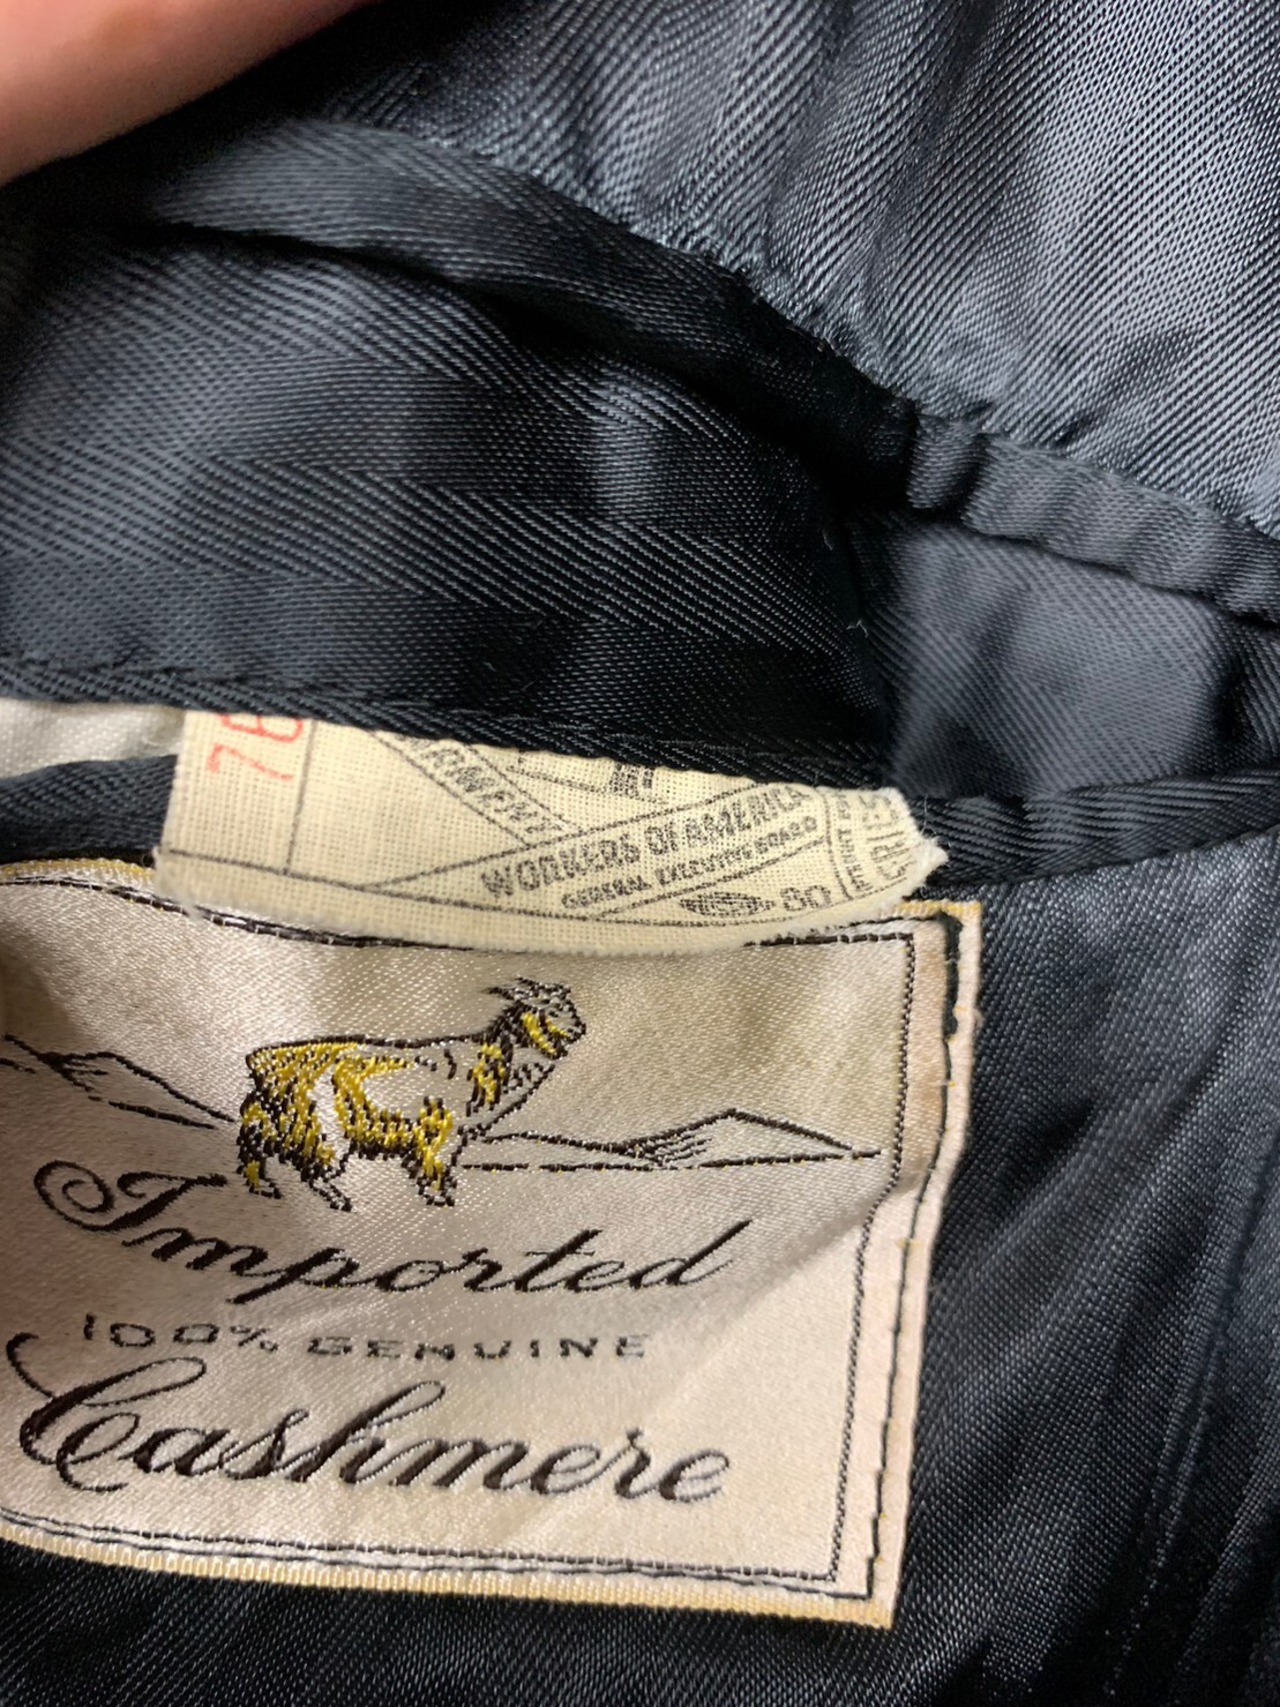 WORKERS OF AMERICA
GENERAL EXECUTIVE BOARD
Imported
100% GENUINE
Cashmere